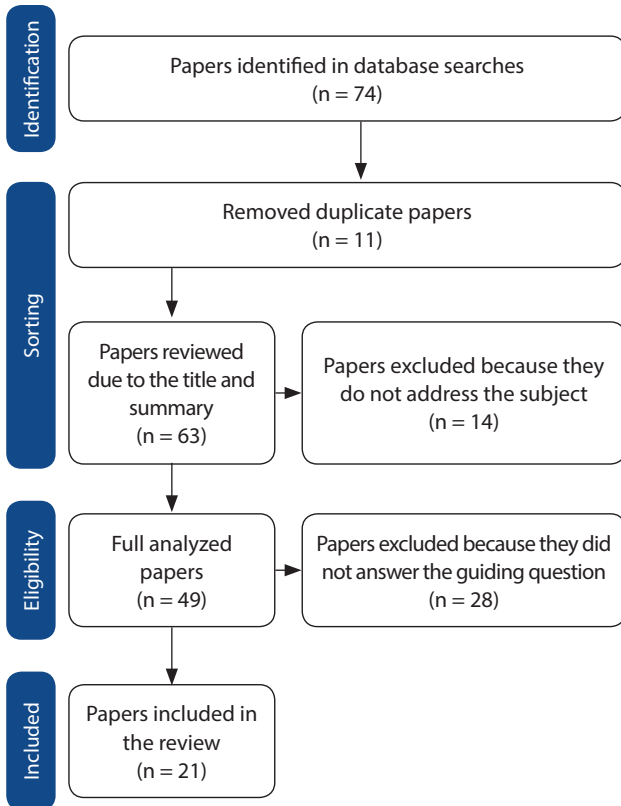 Identification
Papers identified in database searches
(n = 74)
Sorting
Removed duplicate papers
(n = 11)
Papers reviewed
due to the title and
summary
(n = 63)
Papers excluded because they
do not address the subject
(n = 14)
Eligibility
Full analyzed
papers
(n = 49)
Papers excluded because they did
not answer the guiding question
(n = 28)
Included
Papers included in
the review
(n = 21)